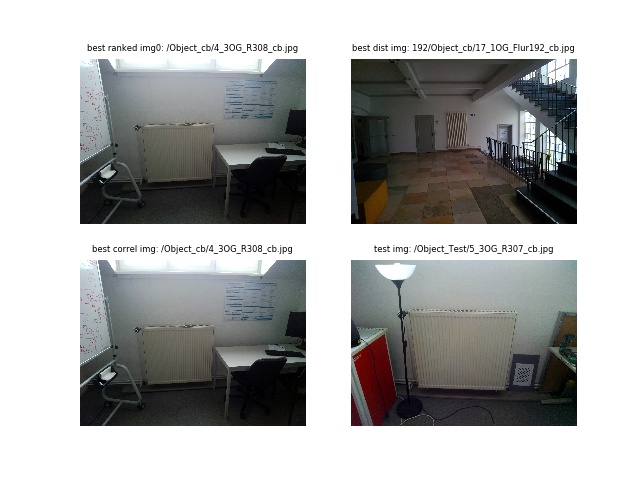 best ranked img0: /Object_cb/4_3OG_R308_cb.jpg
best dist img: 192/Object_cb/17_1OG_Flur192_cb.jpg
best correl img: /Object_cb/4_3OG_R308_cb.jpg
test img: /Object_Test/5_3OG_R307_cb.jpg